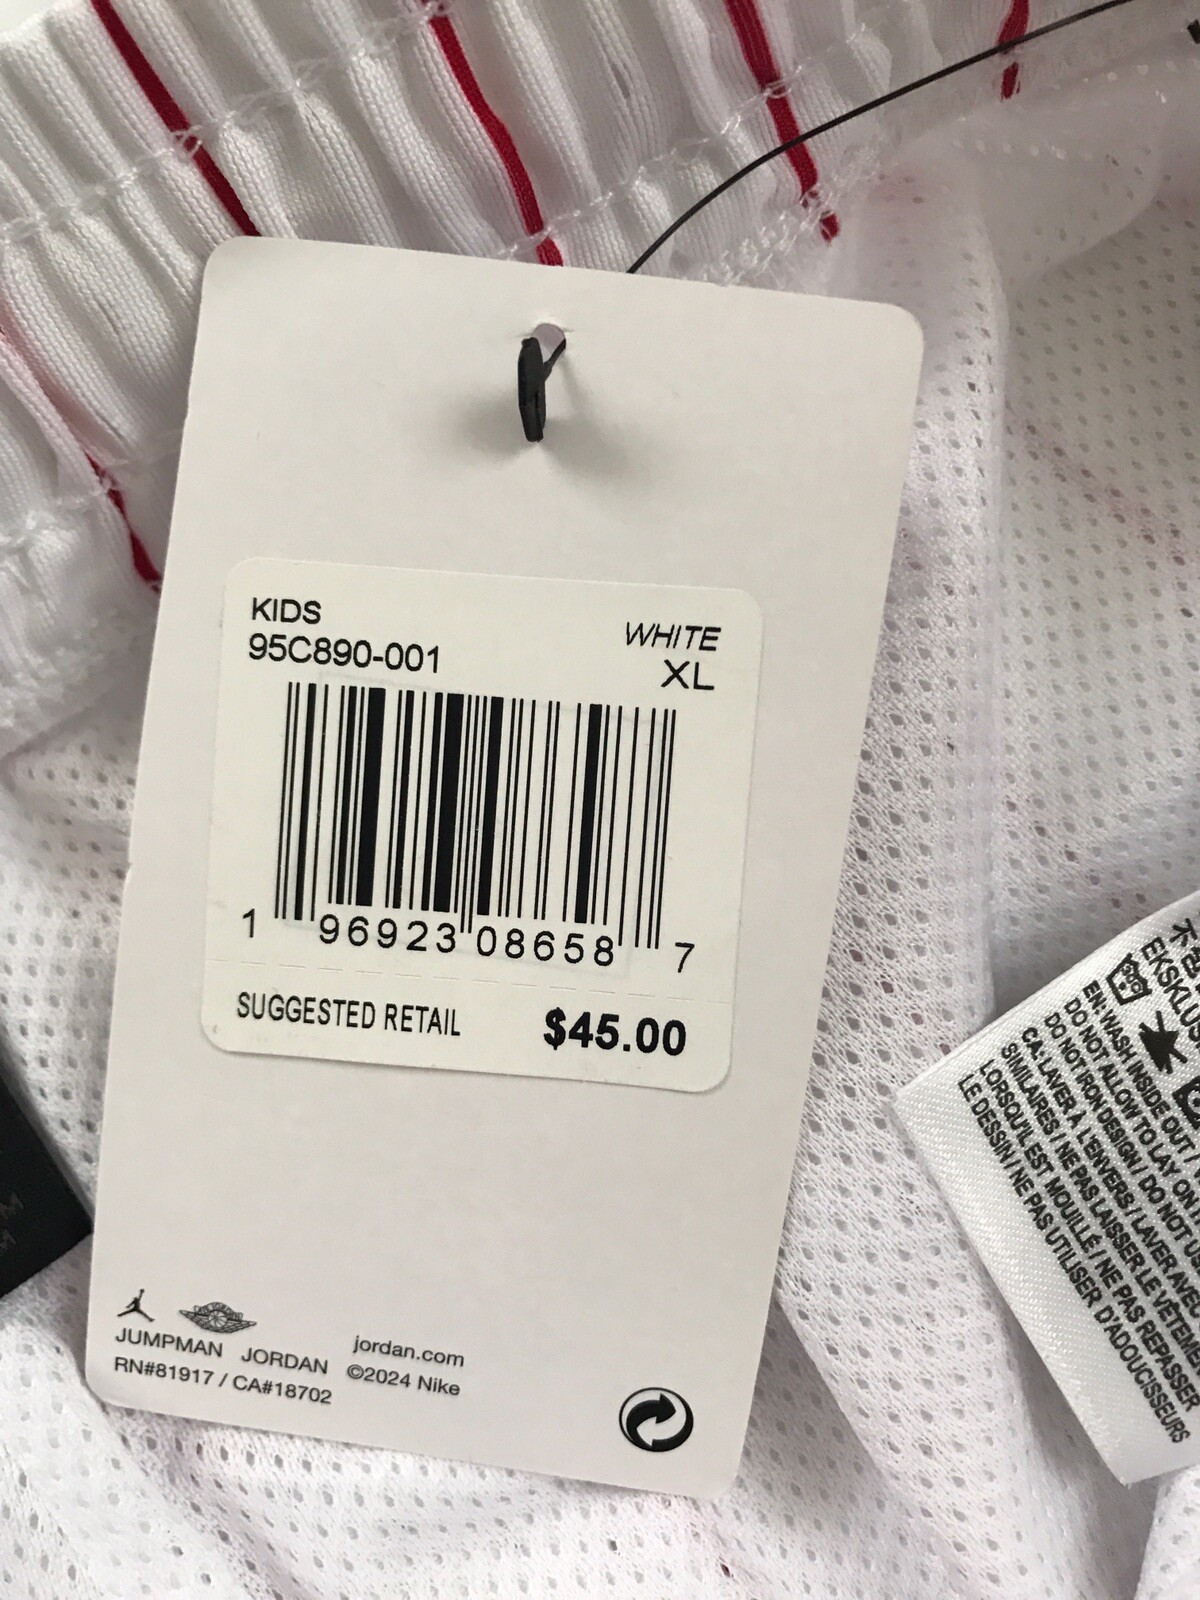 KIDS
95C890-001
WHITE
XL
1 96923 08658 7
SUGGESTED RETAIL $45.00
JUMPMAN JORDAN
RN#81917 / CA#18702
jordan.com
©2024 Nike
EN: WASH INSIDE OUT /
DO NOT ALLOW TO LAY ON
DO NOT IRON DESIGN / DO NOT
CA: LAVER À L'ENVERS / LAVER AVEC
SIMILAIRES / NE PAS LAISSER LE
LORSQU'IL EST MOUILLÉ / NE PAS REPASSER
LE DESSIN / NE PAS UTILISER D'ADOUCISSEURS